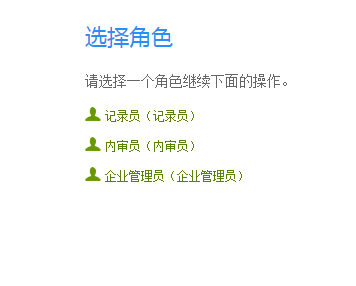 选择角色
请选择一个角色继续下面的操作。
记录员（记录员）
内审员（内审员）
企业管理员（企业管理员）